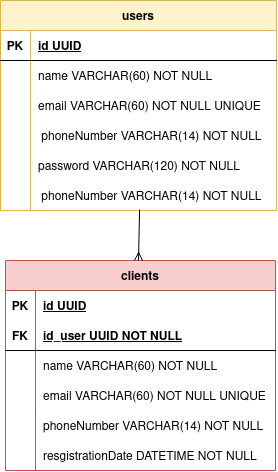 users
PK id UUID
name VARCHAR(60) NOT NULL
email VARCHAR(60) NOT NULL UNIQUE
phoneNumber VARCHAR(14) NOT NULL
password VARCHAR(120) NOT NULL
phoneNumber VARCHAR(14) NOT NULL
clients
PK id UUID
FK id_user UUID NOT NULL
name VARCHAR(60) NOT NULL
email VARCHAR(60) NOT NULL UNIQUE
phoneNumber VARCHAR(14) NOT NULL
resgistrationDate DATETIME NOT NULL